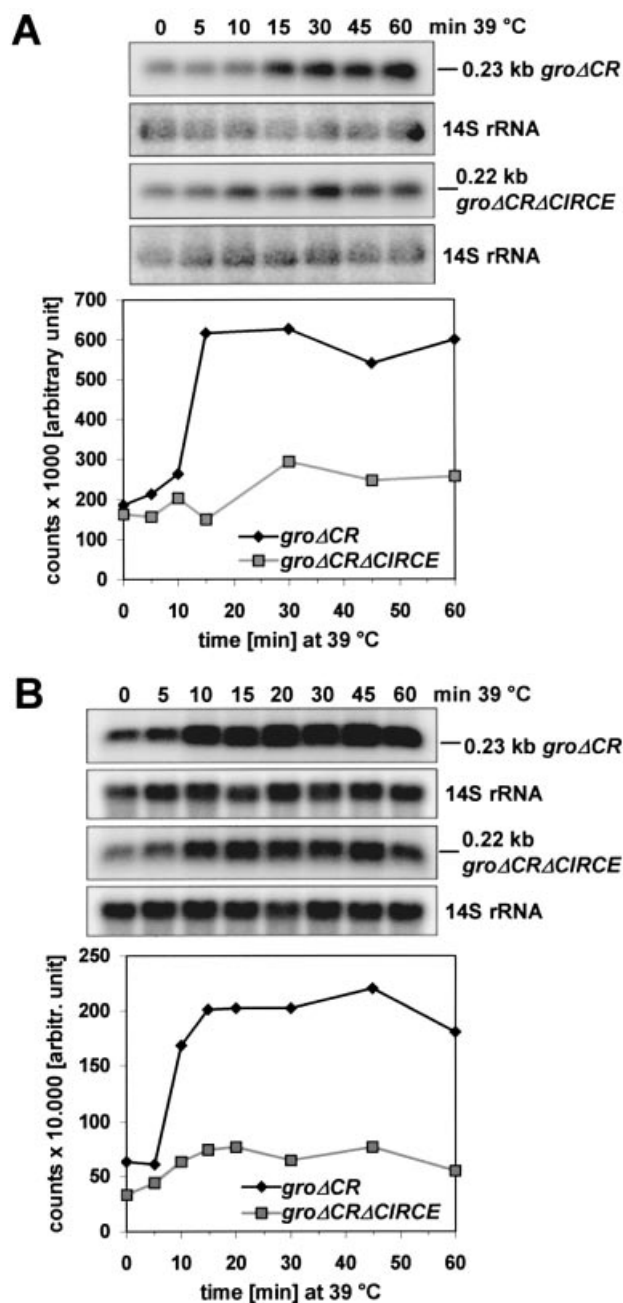 A
0 5 10 15 30 45 60 min 39 °C
0.23 kb groΔCR
14S rRNA
0.22 kb
groΔCRΔCIRCE
14S rRNA
700
600
500
400
300
200
100
0
counts x 1000 [arbitrary unit]
groΔCR
groΔCRΔCIRCE
0 10 20 30 40 50 60
time [min] at 39 °C
B
0 5 10 15 20 30 45 60 min 39 °C
0.23 kb groΔCR
14S rRNA
0.22 kb
groΔCRΔCIRCE
14S rRNA
250
200
150
100
50
0
counts x 10.000 [arbitr. unit]
groΔCR
groΔCRΔCIRCE
0 10 20 30 40 50 60
time [min] at 39 °C